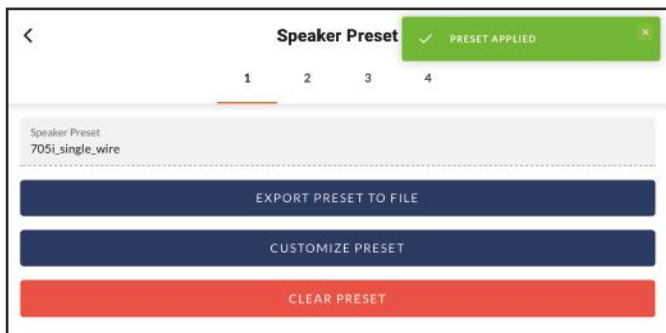 Speaker Preset
PRESET APPLIED
1 2 3 4
Speaker Preset
705i_single_wire
EXPORT PRESET TO FILE
CUSTOMIZE PRESET
CLEAR PRESET